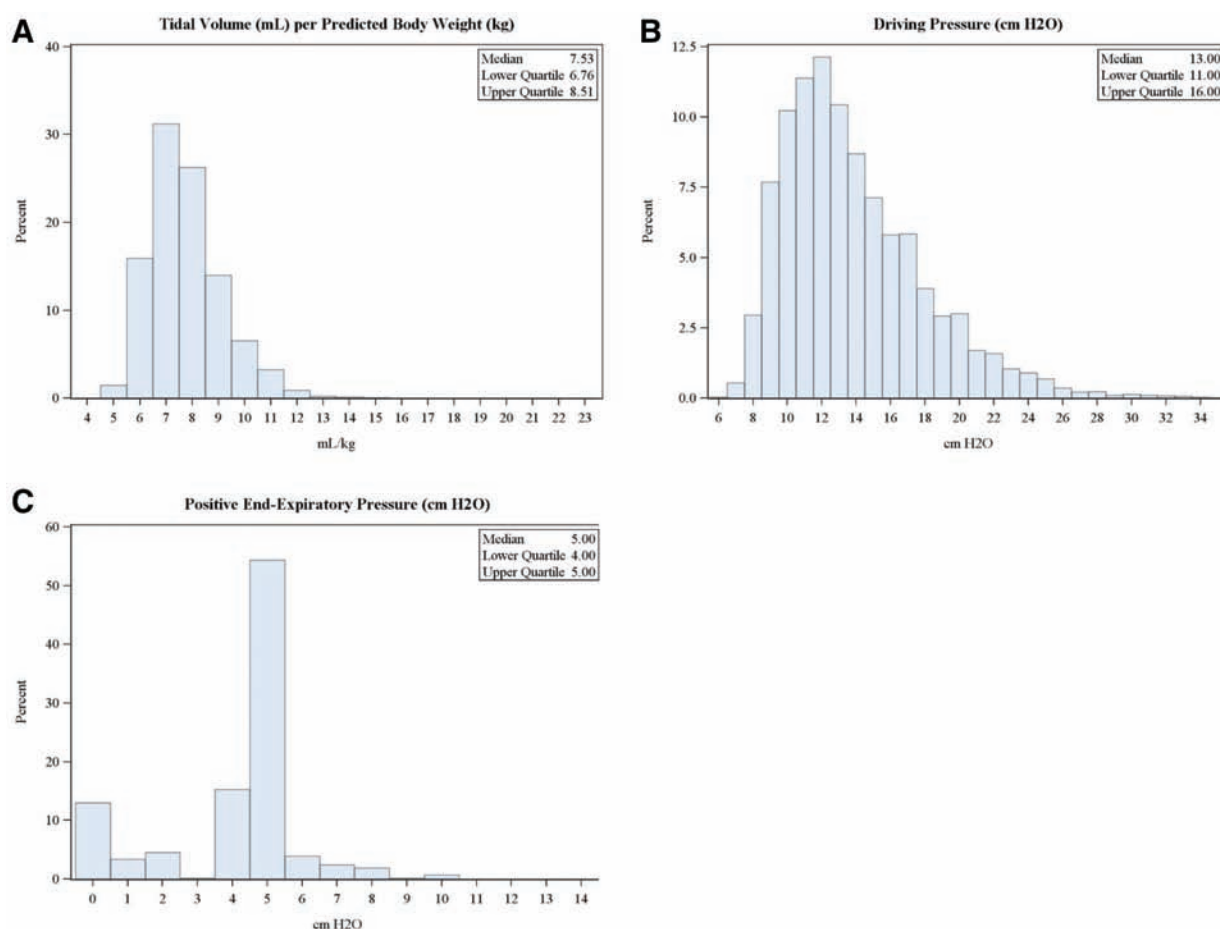 A
Tidal Volume (mL) per Predicted Body Weight (kg)
Median 7.53
Lower Quartile 6.76
Upper Quartile 8.51
40
30
20
10
0
Percent
4 5 6 7 8 9 10 11 12 13 14 15 16 17 18 19 20 21 22 23
mL/kg
B
Driving Pressure (cm H2O)
Median 13.00
Lower Quartile 11.00
Upper Quartile 16.00
12.5
10.0
7.5
5.0
2.5
0.0
Percent
6 8 10 12 14 16 18 20 22 24 26 28 30 32 34
cm H2O
C
Positive End-Expiratory Pressure (cm H2O)
Median 5.00
Lower Quartile 4.00
Upper Quartile 5.00
60
50
40
30
20
10
0
Percent
0 1 2 3 4 5 6 7 8 9 10 11 12 13 14
cm H2O